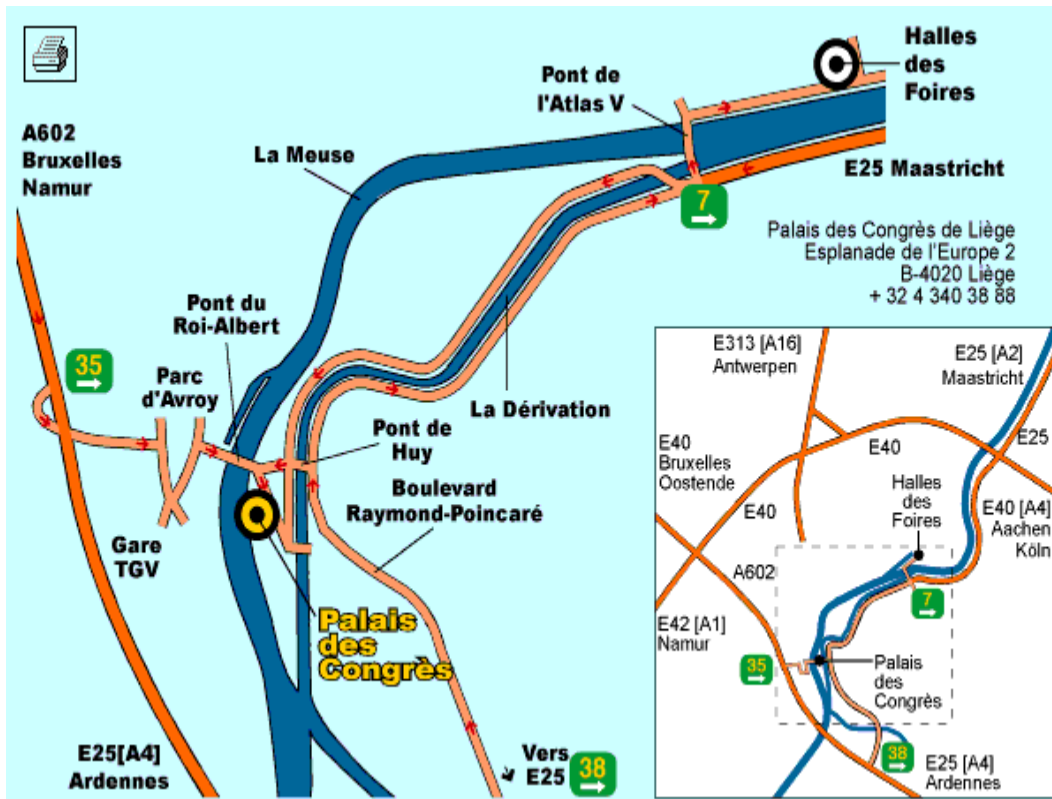 Halles
des
Foires
Pont de
l'Atlas V
A602
Bruxelles
Namur
La Meuse
E25 Maastricht
7
Palais des Congrès de Liège
Esplanade de l'Europe 2
B-4020 Liège
+ 32 4 340 38 88
Pont du
Roi-Albert
35
Parc
d'Avroy
La Dérivation
Pont de
Huy
Boulevard
Raymond-Poincaré
Gare
TGV
Palais
des
Congrès
E25[A4]
Ardennes
Vers
E25
38
E313 [A16]
Antwerpen
E25 [A2]
Maastricht
E40
Bruxelles
Oostende
E40
E25
Halles
des
Foires
E40 [A4]
Aachen
Köln
E40
A602
7
E42 [A1]
Namur
35
Palais
des
Congrès
38
E25 [A4]
Ardennes